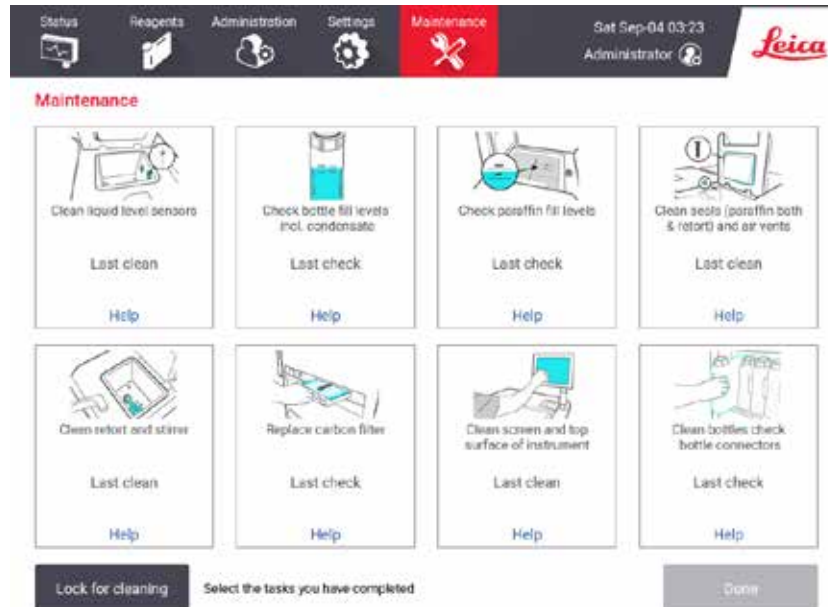 Status Reagents Administration Settings Maintenance
Sat Sep-04 03:23
Administrator
Leica
Maintenance
Clean liquid level sensors
Last clean
Help
Check bottle fill levels
incl. condensate
Last check
Help
Check paraffin fill levels
Last check
Help
Clean seals (paraffin bath
& retort) and air vents
Last clean
Help
Clean retort and stirrer
Last clean
Help
Replace carbon filter
Last check
Help
Clean screen and top
surface of instrument
Last clean
Help
Clean bottles check
bottle connectors
Last check
Help
Lock for cleaning
Select the tasks you have completed
Done